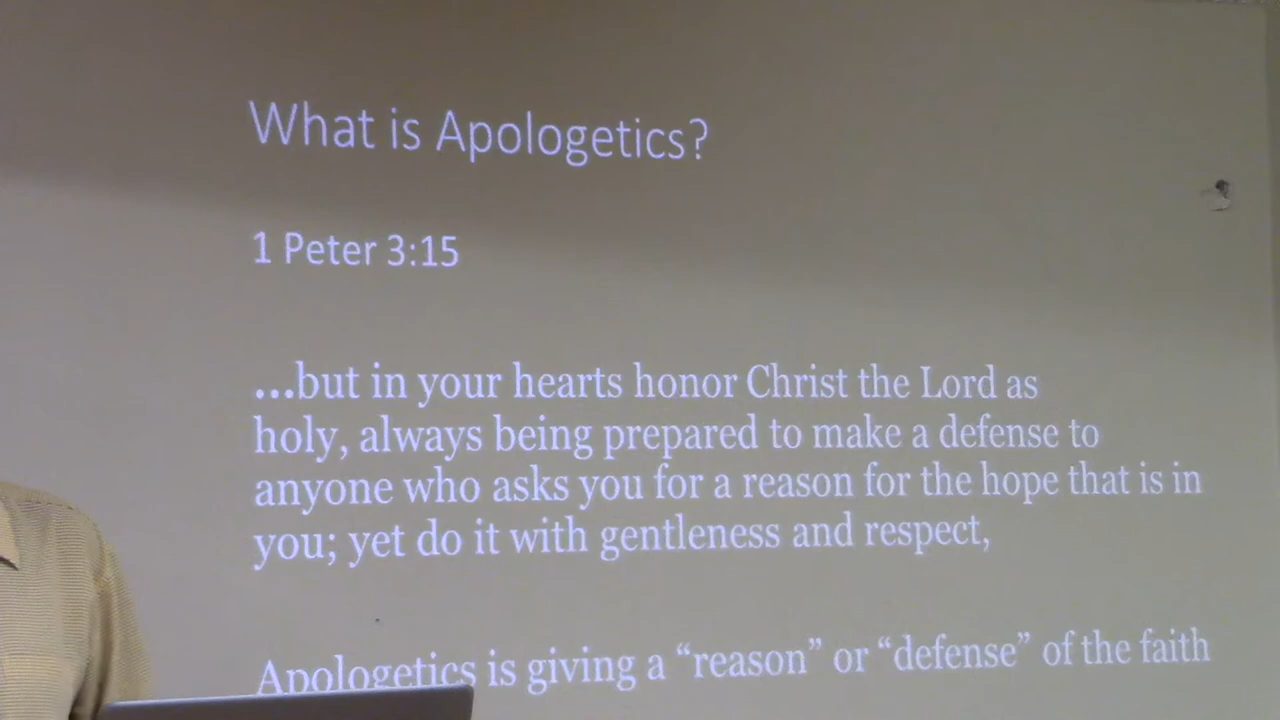 What is Apologetics?
1 Peter 3:15
...but in your hearts honor Christ the Lord as
holy, always being prepared to make a defense to
anyone who asks you for a reason for the hope that is in
you; yet do it with gentleness and respect,
Apologetics is giving a “reason” or “defense” of the faith